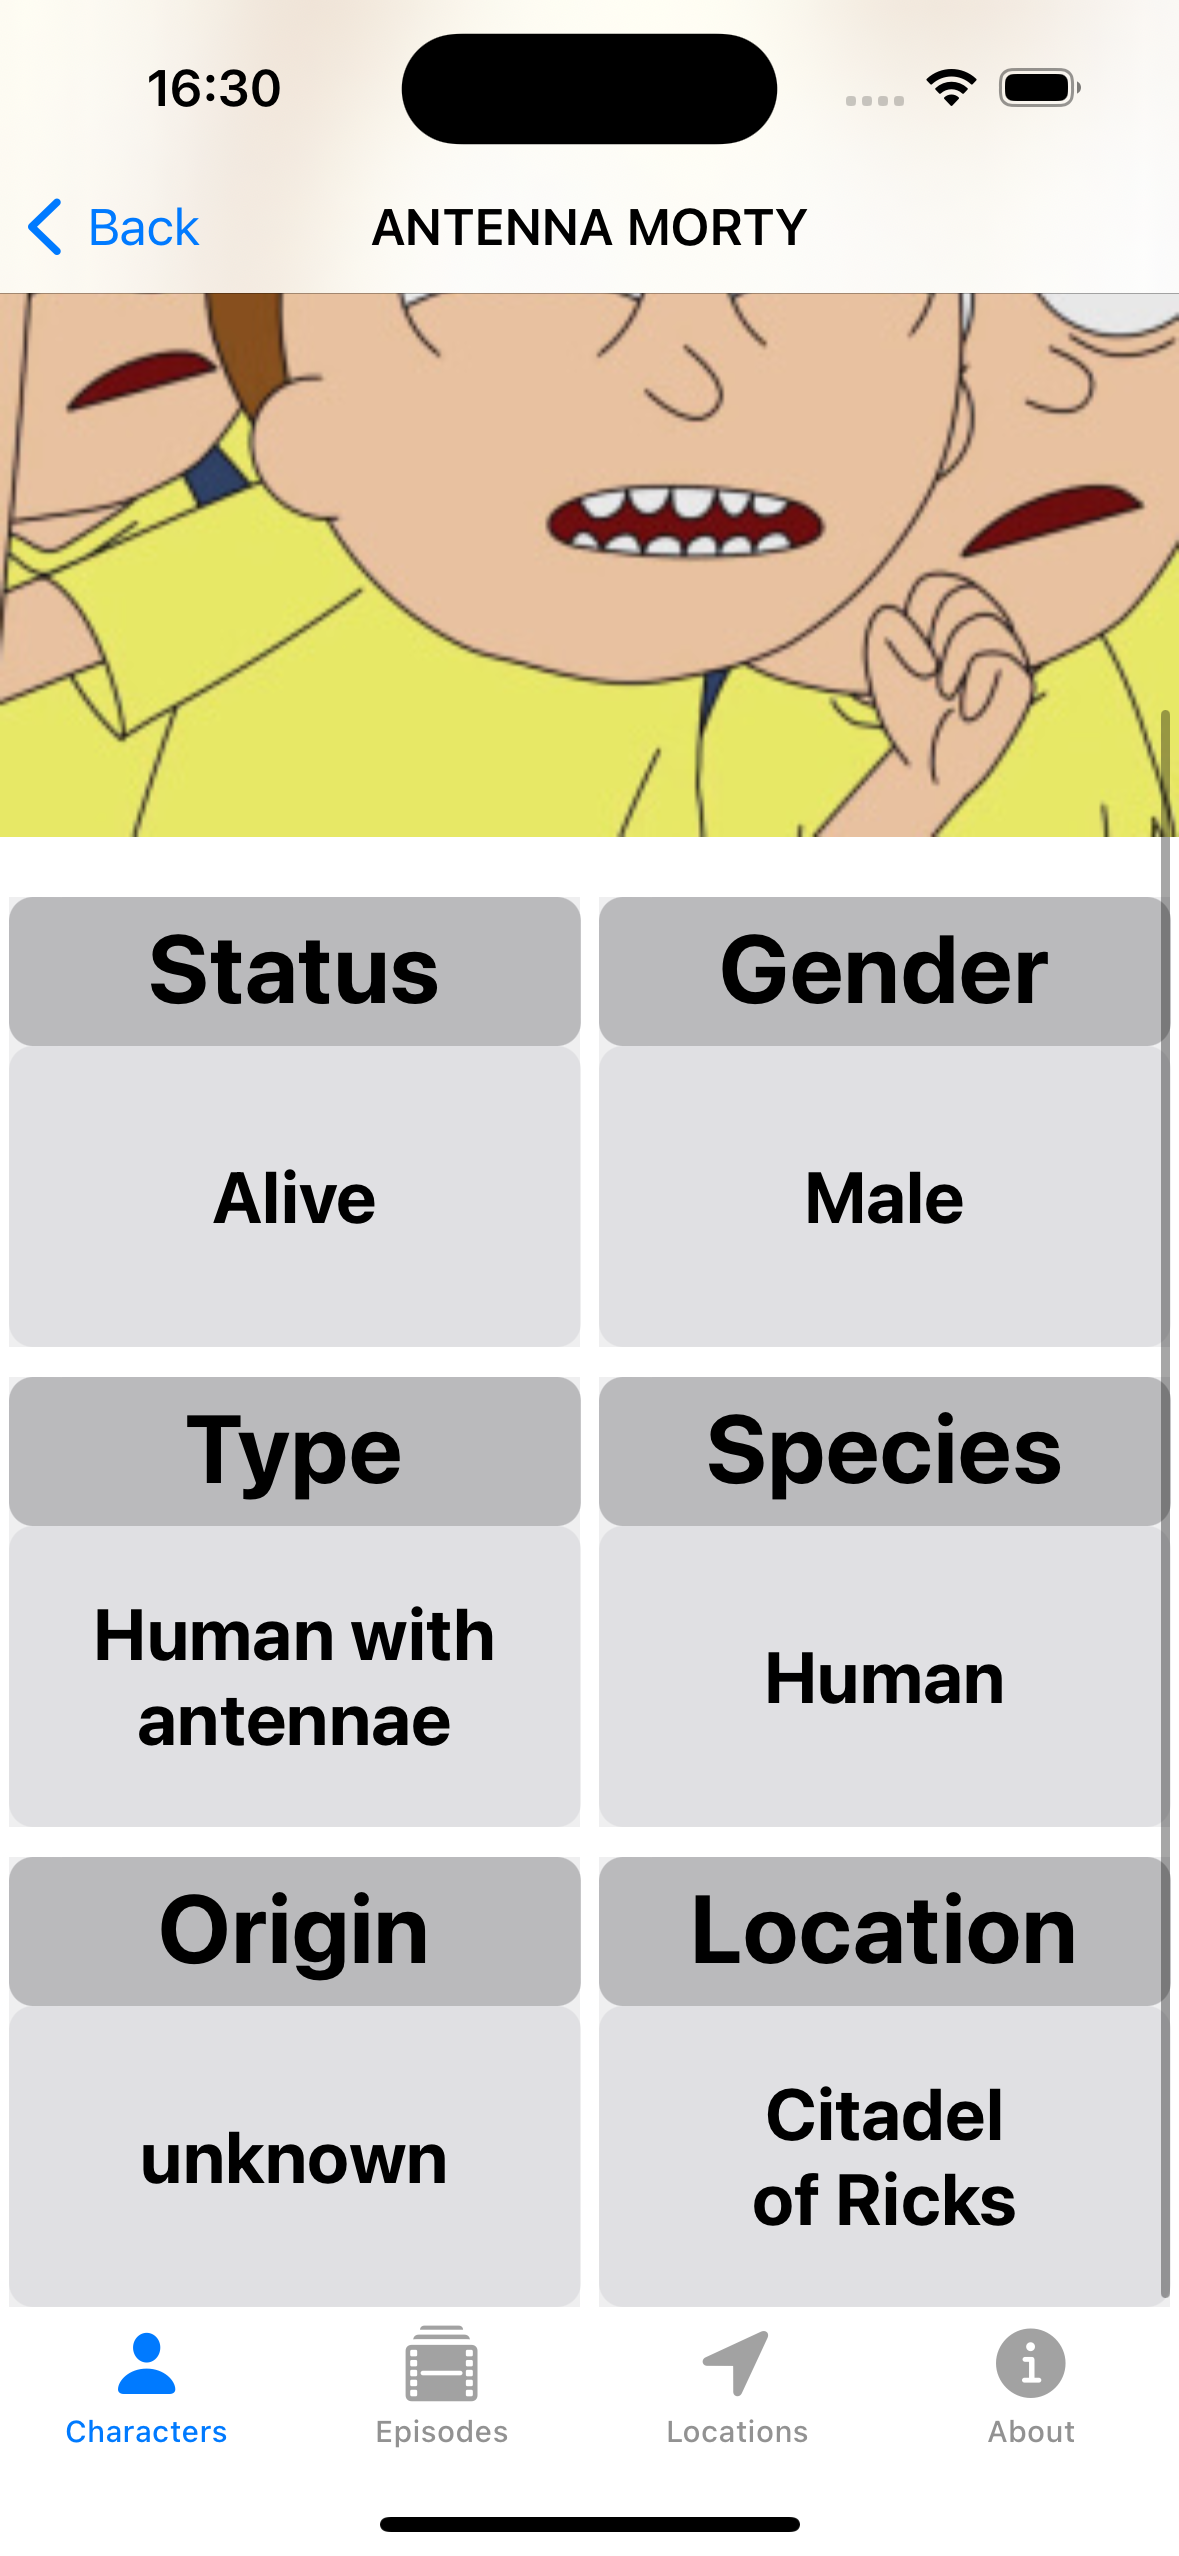 16:30
Back
ANTENNA MORTY
Status
Gender
Alive
Male
Type
Species
Human with
antennae
Human
Origin
Location
unknown
Citadel
of Ricks
Characters
Episodes
Locations
About